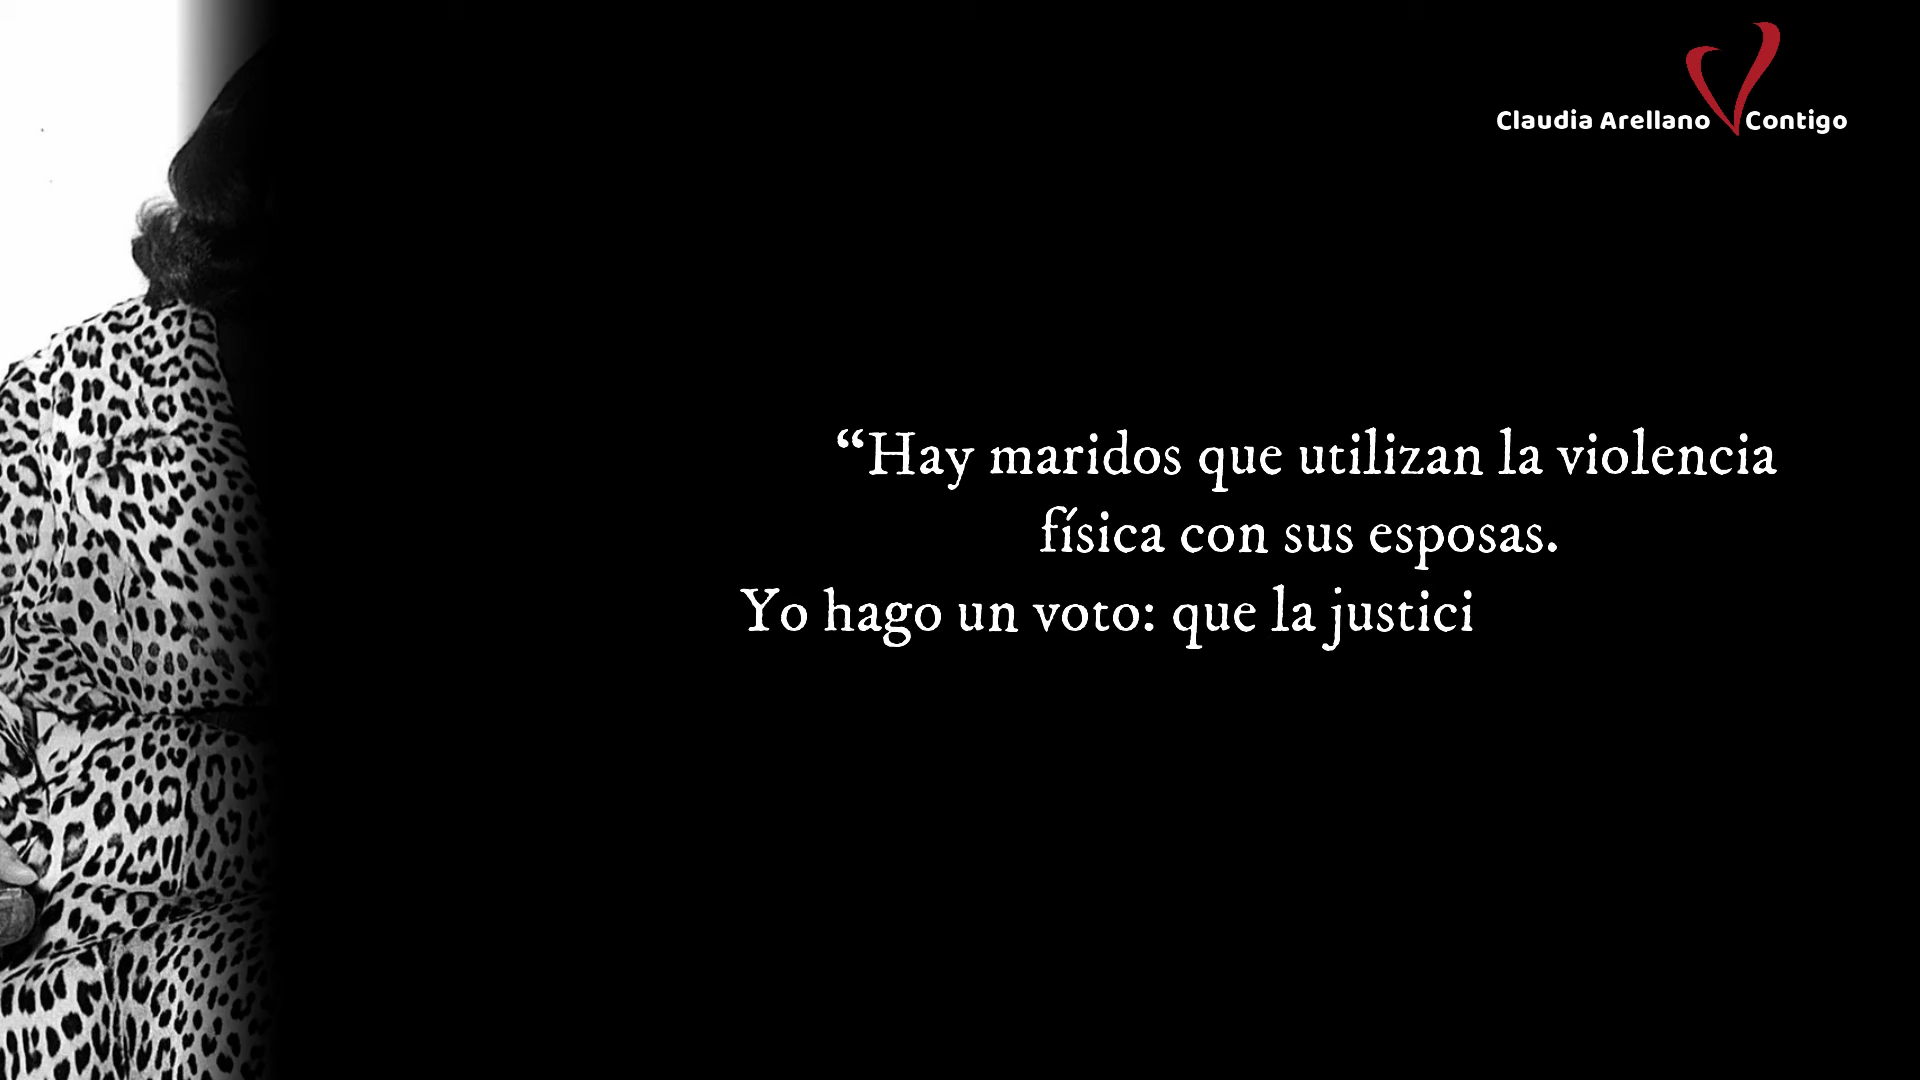 Claudia Arellano Contigo
“Hay maridos que utilizan la violencia
física con sus esposas.
Yo hago un voto: que la justici